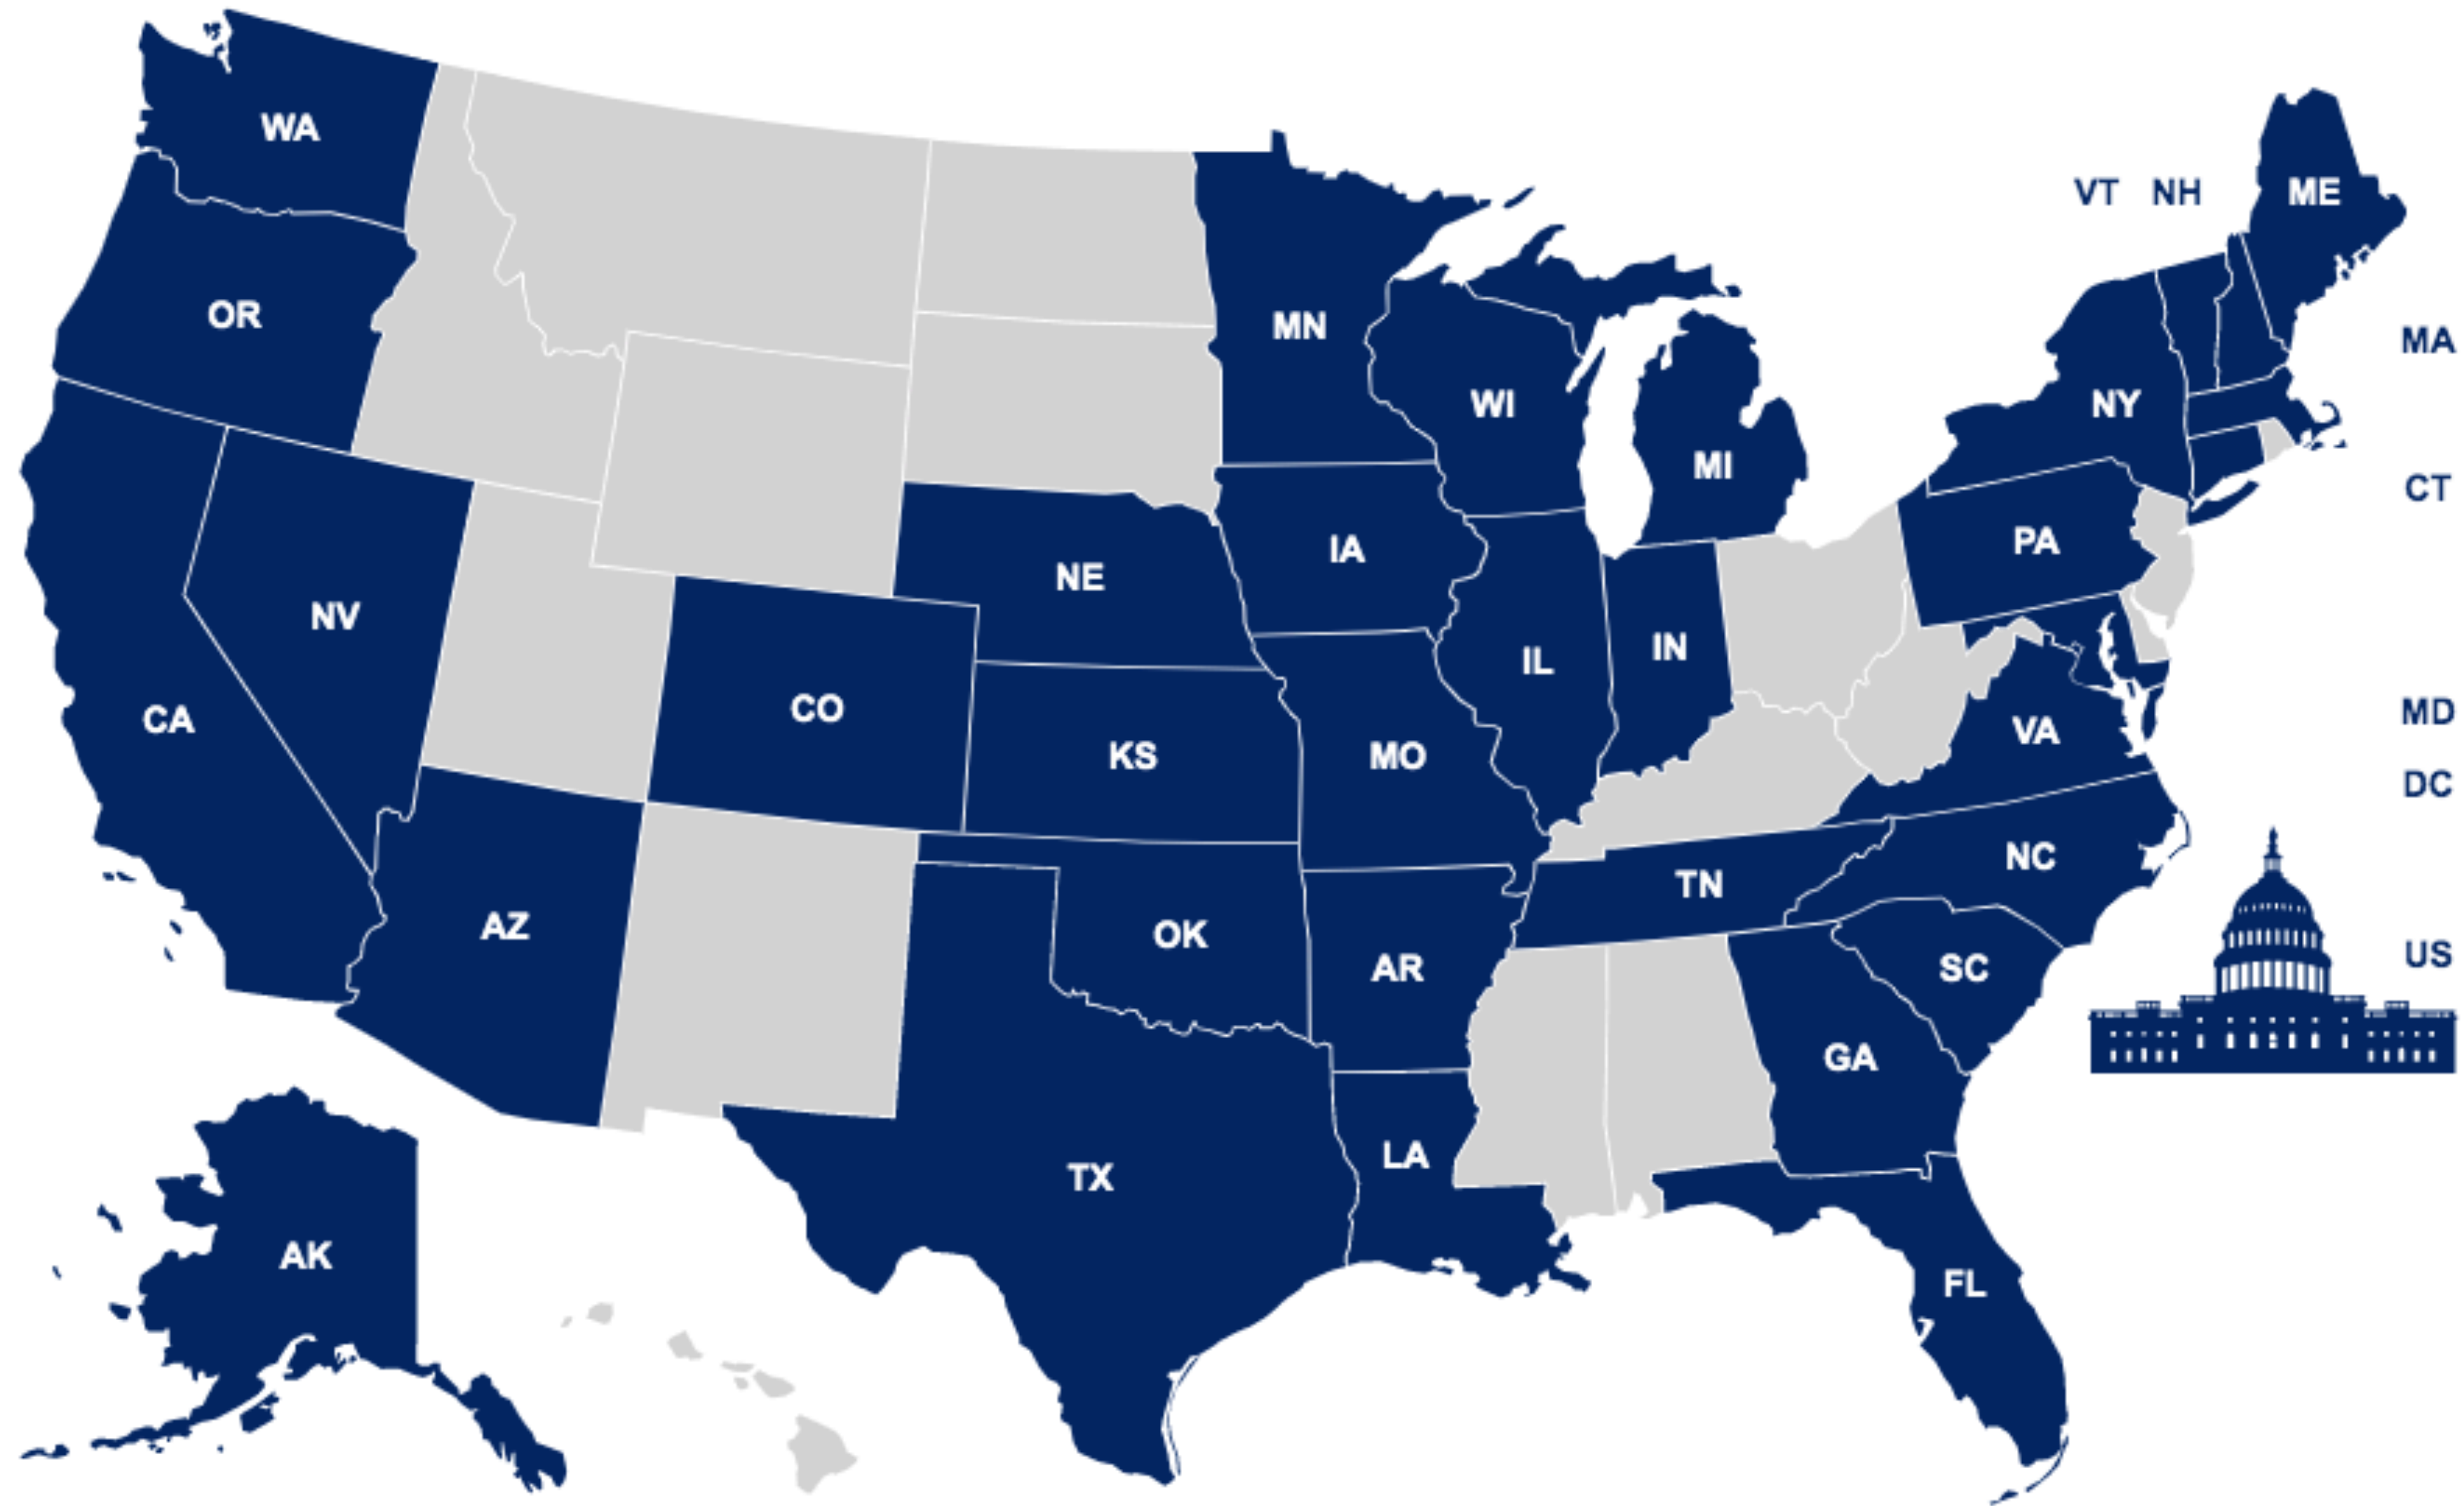 WA
VT NH ME
OR
MN
MA
WI
NY
MI
CT
PA
IA
NE
NV
IN
IL
CO
MD
CA
VA
KS
MO
DC
NC
TN
AZ
OK
US
AR
SC
GA
LA
TX
AK
FL